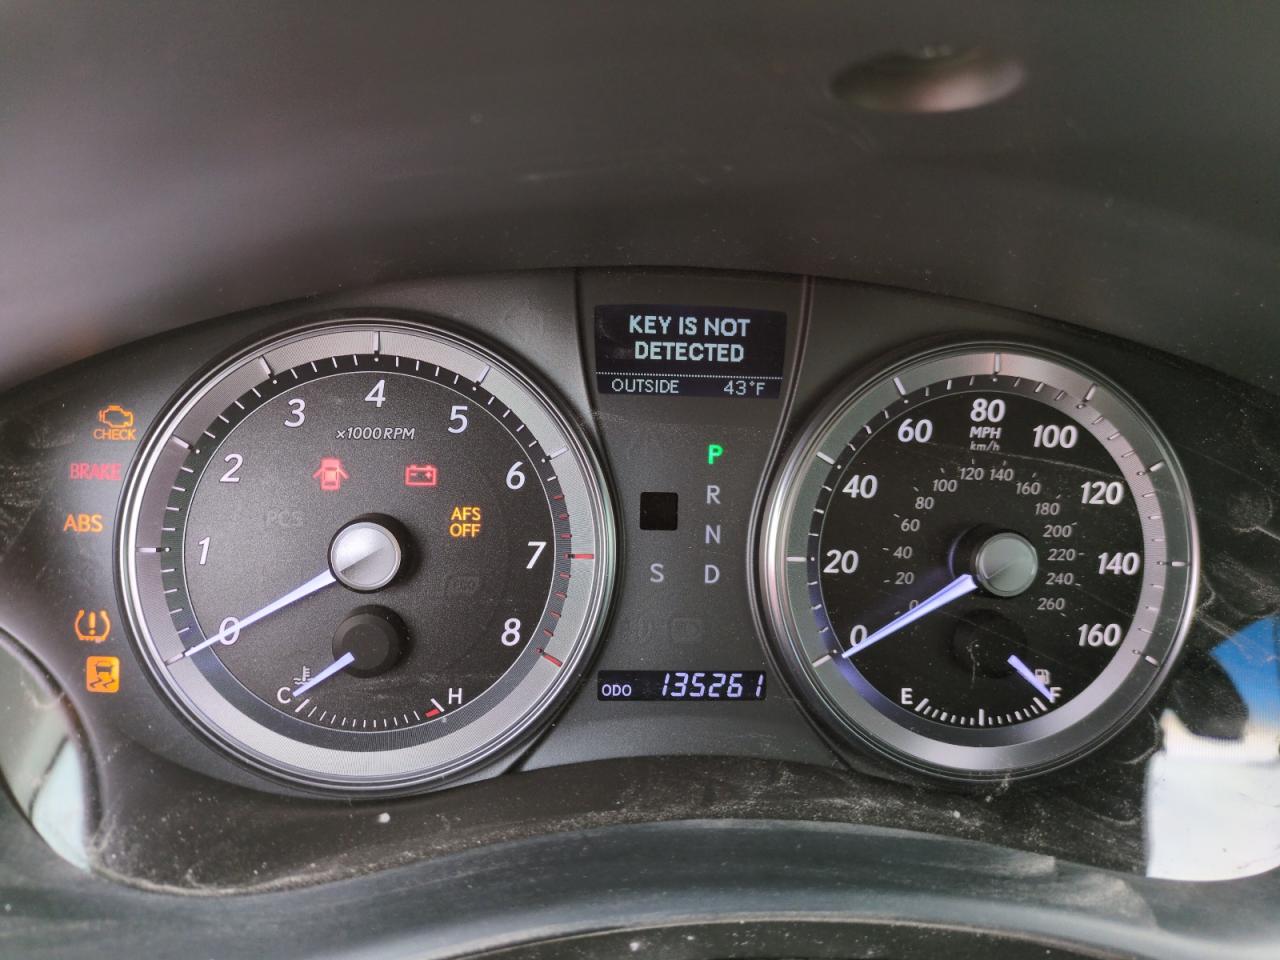 KEY IS NOT
DETECTED
OUTSIDE 43°F
CHECK
BRAKE
ABS
PCS
AFS
OFF
x1000RPM
0
1
2
3
4
5
6
7
8
C
H
P
R
N
S D
ODO 135261
MPH
km/h
0
20
40
60
80
100
120
140
160
0
20
40
60
80
100
120
140
160
180
200
220
240
260
E
F